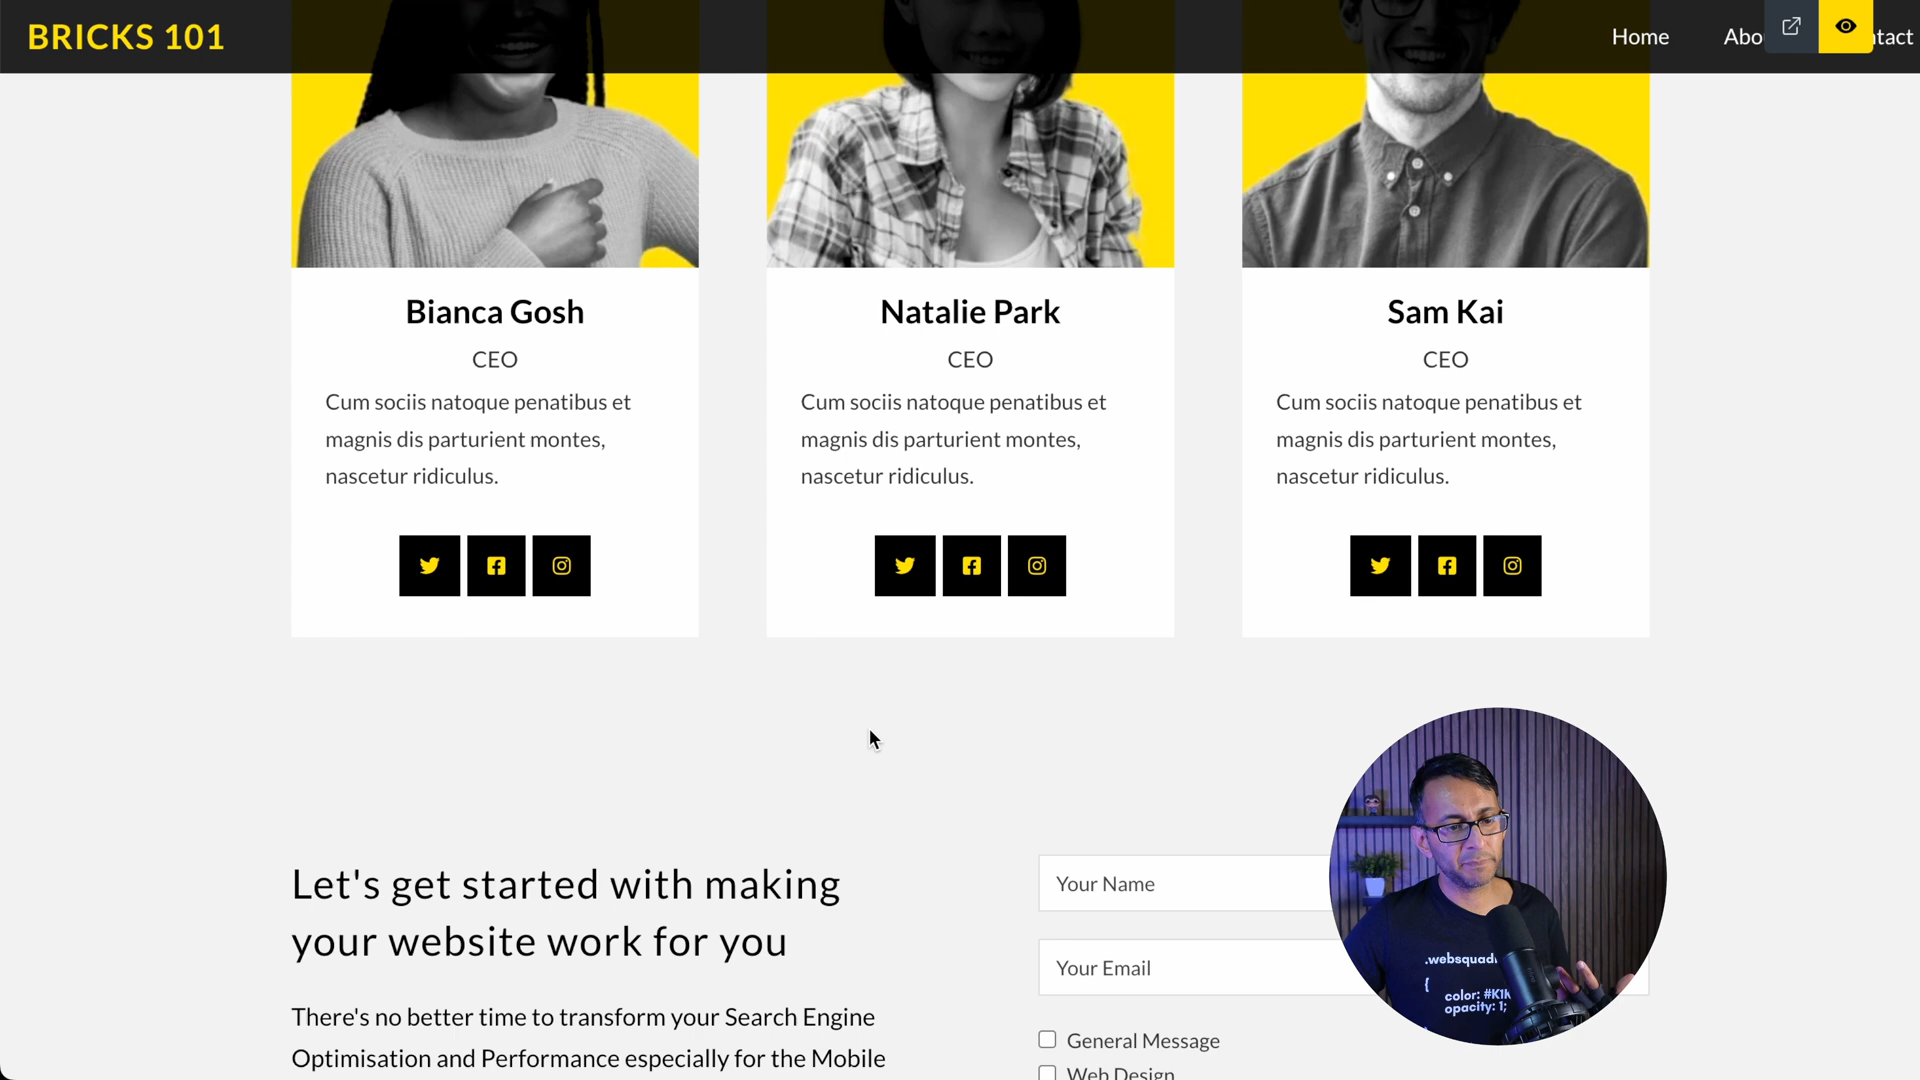 BRICKS 101
Home
Abo
ntact
Bianca Gosh
CEO
Cum sociis natoque penatibus et
magnis dis parturient montes,
nascetur ridiculus.
Natalie Park
CEO
Cum sociis natoque penatibus et
magnis dis parturient montes,
nascetur ridiculus.
Sam Kai
CEO
Cum sociis natoque penatibus et
magnis dis parturient montes,
nascetur ridiculus.
Let's get started with making
your website work for you
There's no better time to transform your Search Engine
Optimisation and Performance especially for the Mobile
Your Name
Your Email
General Message
Web Design
.websquad
{
color: #K1
opacity: 1;